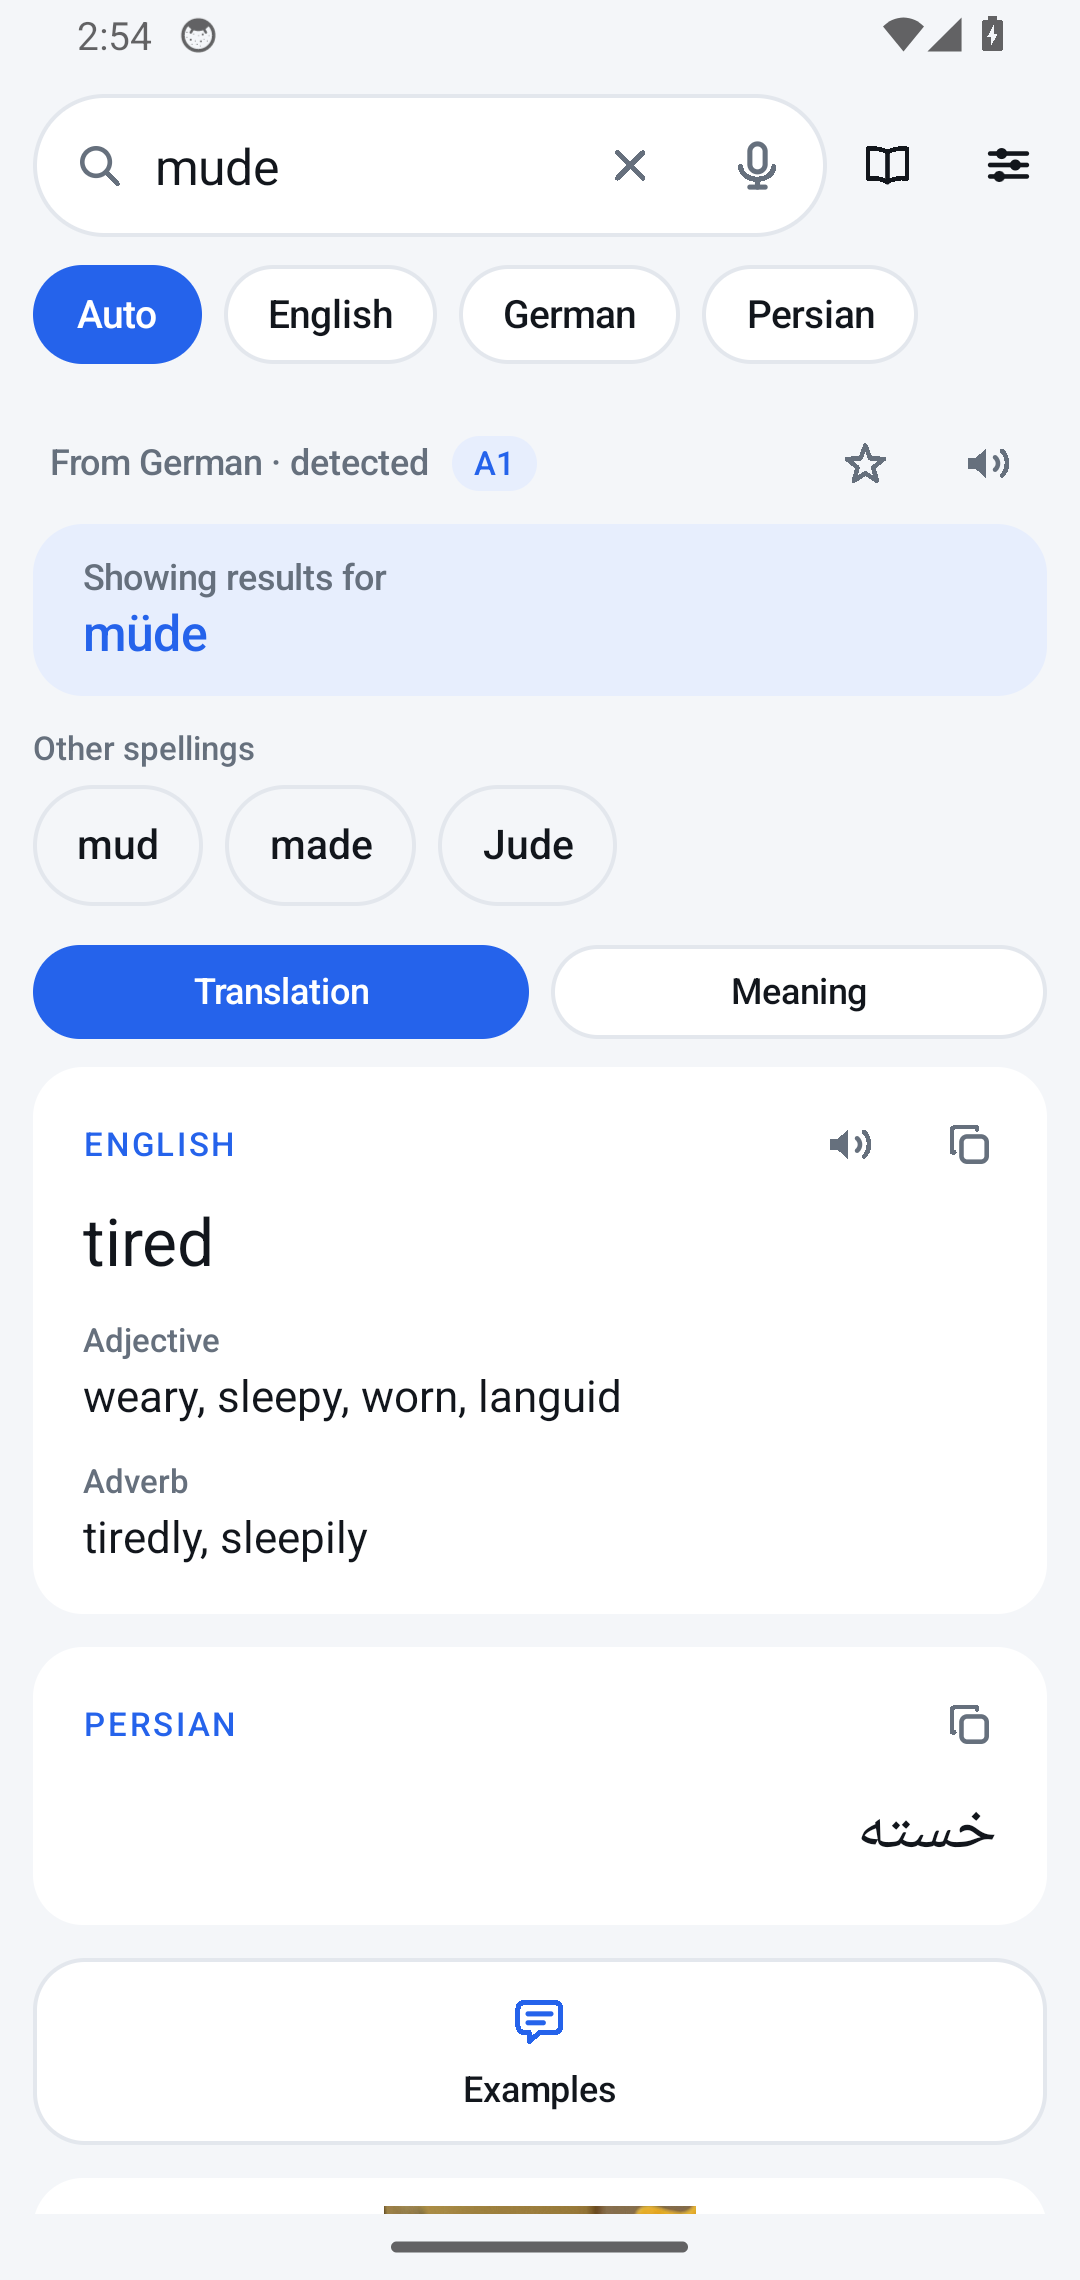 2:54
mude
Auto English German Persian
From German · detected A1
Showing results for
müde
Other spellings
mud made Jude
Translation Meaning
ENGLISH
tired
Adjective
weary, sleepy, worn, languid
Adverb
tiredly, sleepily
PERSIAN
خسته
Examples